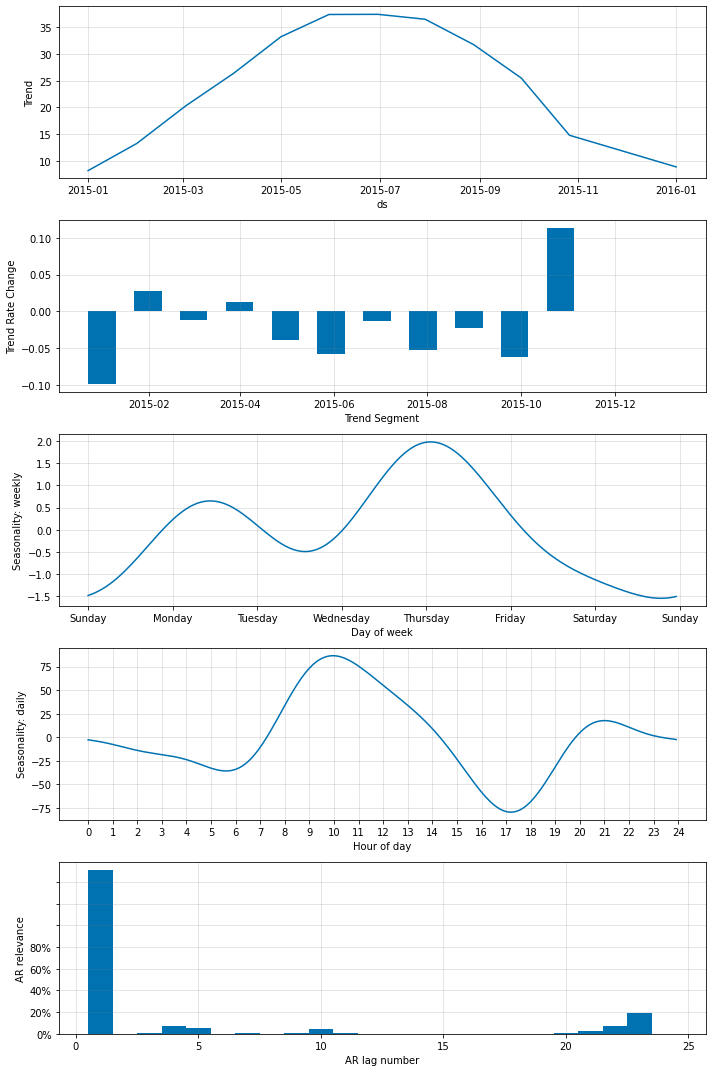 35
30
25
20
15
10
Trend
2015-01 2015-03 2015-05 2015-07 2015-09 2015-11 2016-01
ds
0.10
0.05
0.00
−0.05
−0.10
Trend Rate Change
2015-02 2015-04 2015-06 2015-08 2015-10 2015-12
Trend Segment
2.0
1.5
1.0
0.5
0.0
−0.5
−1.0
−1.5
Seasonality: weekly
Sunday Monday Tuesday Wednesday Thursday Friday Saturday Sunday
Day of week
75
50
25
0
−25
−50
−75
Seasonality: daily
0 1 2 3 4 5 6 7 8 9 10 11 12 13 14 15 16 17 18 19 20 21 22 23 24
Hour of day
80%
60%
40%
20%
0%
AR relevance
0 5 10 15 20 25
AR lag number